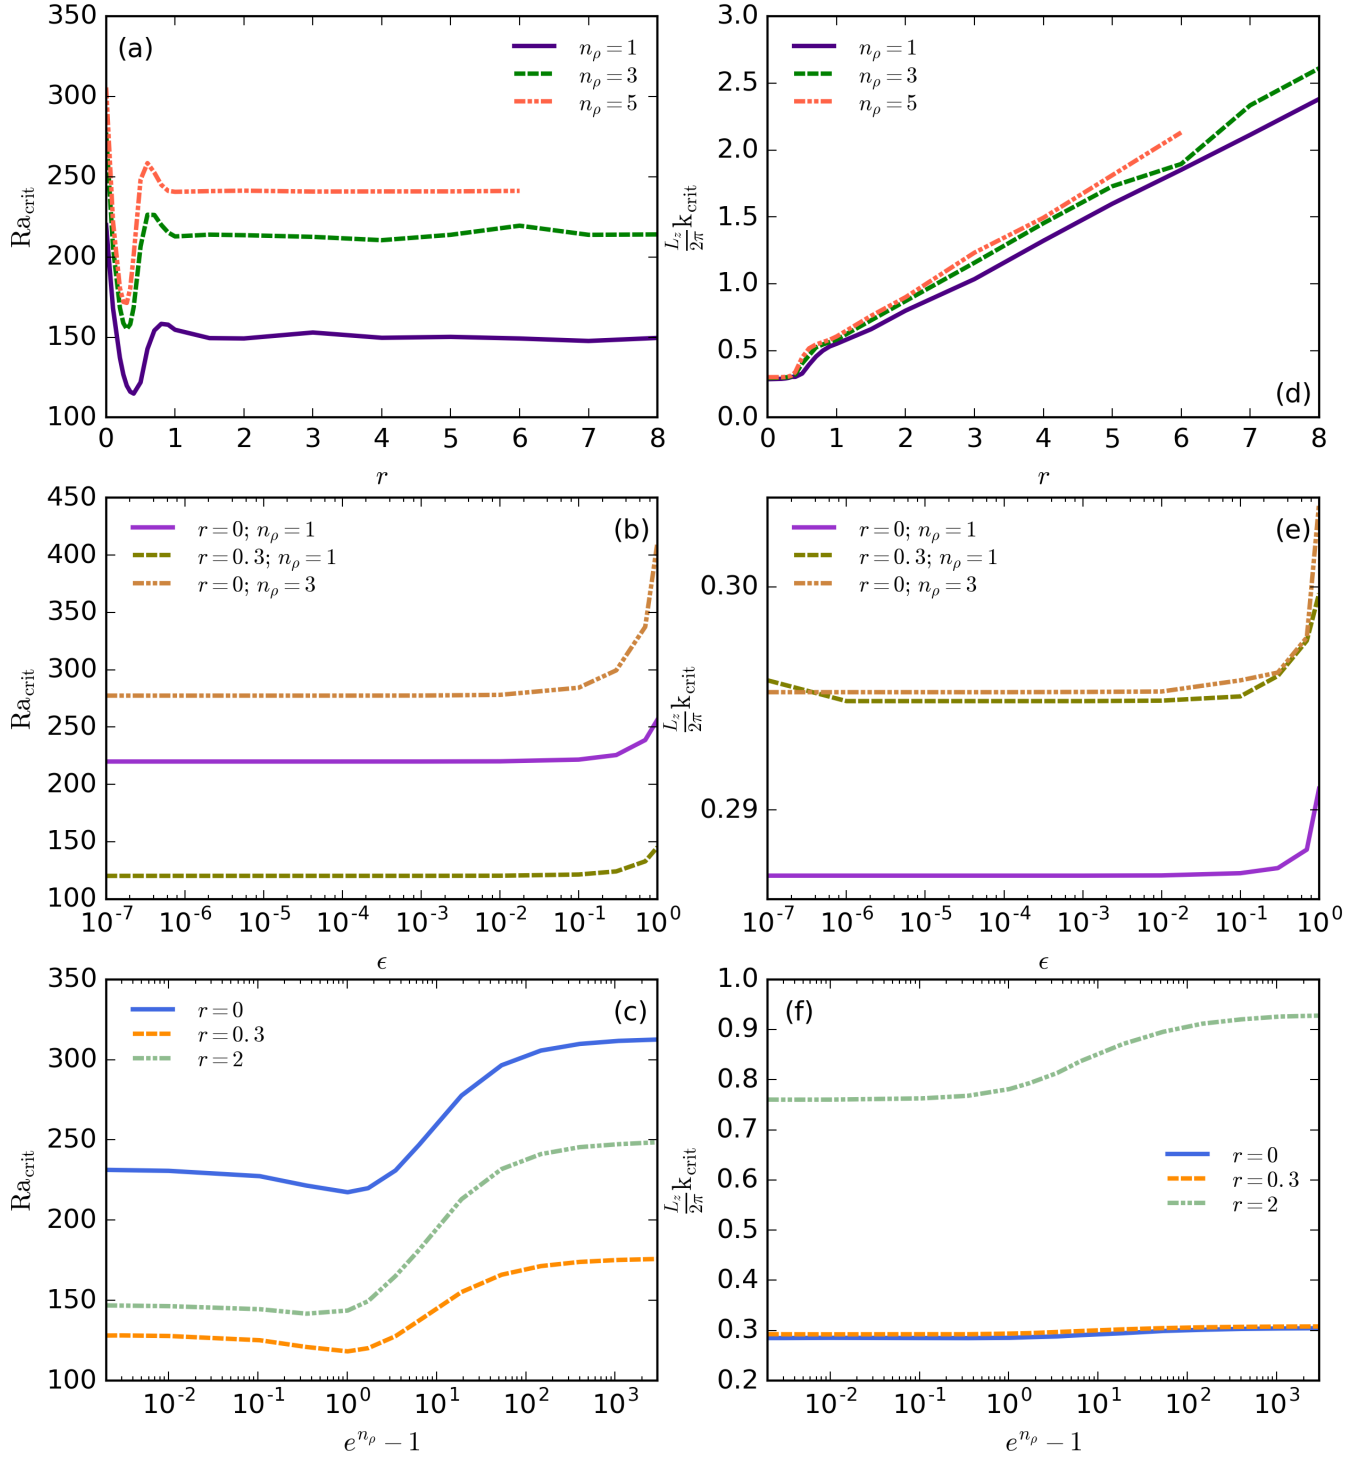 350
300
250
200
150
100
Ra_crit
(a)
n_ρ = 1
n_ρ = 3
n_ρ = 5
0 1 2 3 4 5 6 7 8
r
3.0
2.5
2.0
1.5
1.0
0.5
0.0
L_z/2π k_crit
n_ρ = 1
n_ρ = 3
n_ρ = 5
(d)
0 1 2 3 4 5 6 7 8
r
450
400
350
300
250
200
150
100
Ra_crit
r = 0; n_ρ = 1
r = 0.3; n_ρ = 1
r = 0; n_ρ = 3
(b)
10^-7 10^-6 10^-5 10^-4 10^-3 10^-2 10^-1 10^0
ϵ
0.30
0.29
L_z/2π k_crit
r = 0; n_ρ = 1
r = 0.3; n_ρ = 1
r = 0; n_ρ = 3
(e)
10^-7 10^-6 10^-5 10^-4 10^-3 10^-2 10^-1 10^0
ϵ
350
300
250
200
150
100
Ra_crit
r = 0
r = 0.3
r = 2
(c)
10^-2 10^-1 10^0 10^1 10^2 10^3
e^{n_ρ} − 1
1.0
0.9
0.8
0.7
0.6
0.5
0.4
0.3
0.2
L_z/2π k_crit
(f)
r = 0
r = 0.3
r = 2
10^-2 10^-1 10^0 10^1 10^2 10^3
e^{n_ρ} − 1